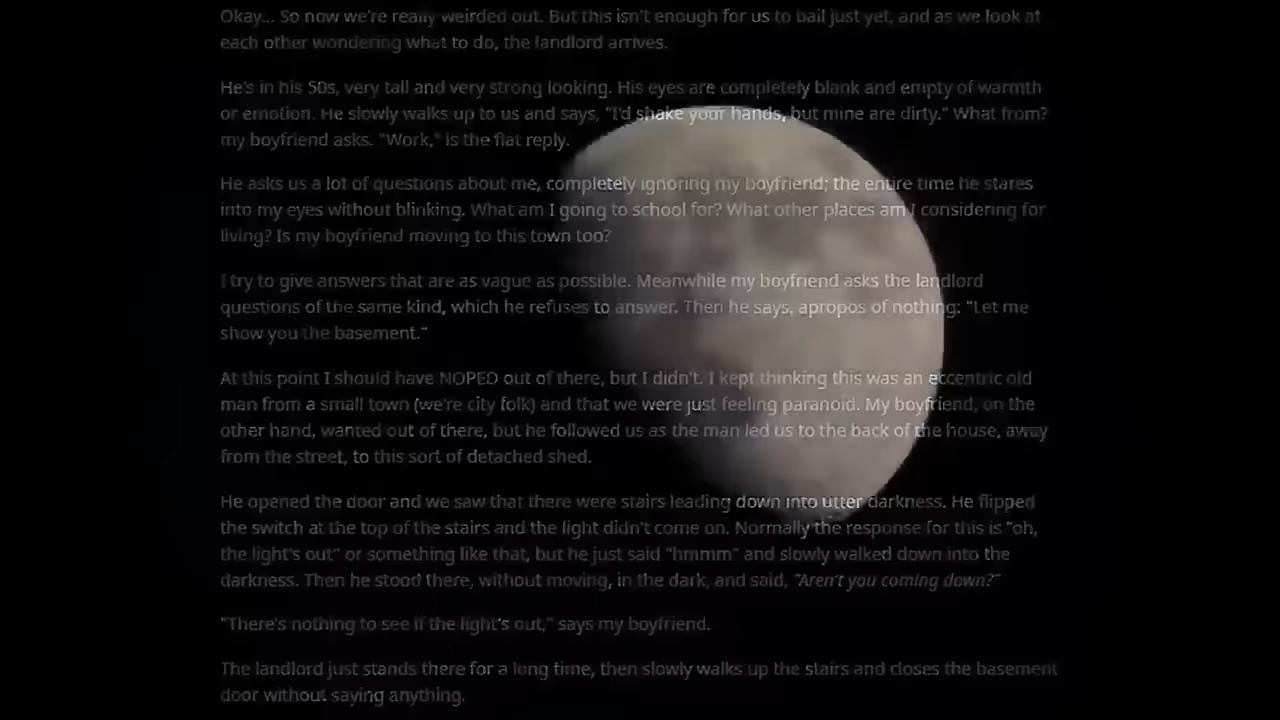 Okay... So now we're really weirded out. But this isn't enough for us to bail just yet, and as we look at
each other wondering what to do, the landlord arrives.
He's in his 50s, very tall and very strong looking. His eyes are completely blank and empty of warmth
or emotion. He slowly walks up to us and says, "I'd shake your hands, but mine are dirty." What from?
my boyfriend asks. "Work," is the flat reply.
He asks us a lot of questions about me, completely ignoring my boyfriend; the entire time he stares
into my eyes without blinking. What am I going to school for? What other places am I considering for
living? Is my boyfriend moving to this town too?
I try to give answers that are as vague as possible. Meanwhile my boyfriend asks the landlord
questions of the same kind, which he refuses to answer. Then he says, apropos of nothing: "Let me
show you the basement."
At this point I should have NOPED out of there, but I didn't. I kept thinking this was an eccentric old
man from a small town (we're city folk) and that we were just feeling paranoid. My boyfriend, on the
other hand, wanted out of there, but he followed us as the man led us to the back of the house, away
from the street, to this sort of detached shed.
He opened the door and we saw that there were stairs leading down into utter darkness. He flipped
the switch at the top of the stairs and the light didn't come on. Normally the response for this is "oh,
the light's out" or something like that, but he just said "hmmm" and slowly walked down into the
darkness. Then he stood there, without moving, in the dark, and said, "Aren't you coming down?"
"There's nothing to see if the light's out," says my boyfriend.
The landlord just stands there for a long time, then slowly walks up the stairs and closes the basement
door without saying anything.